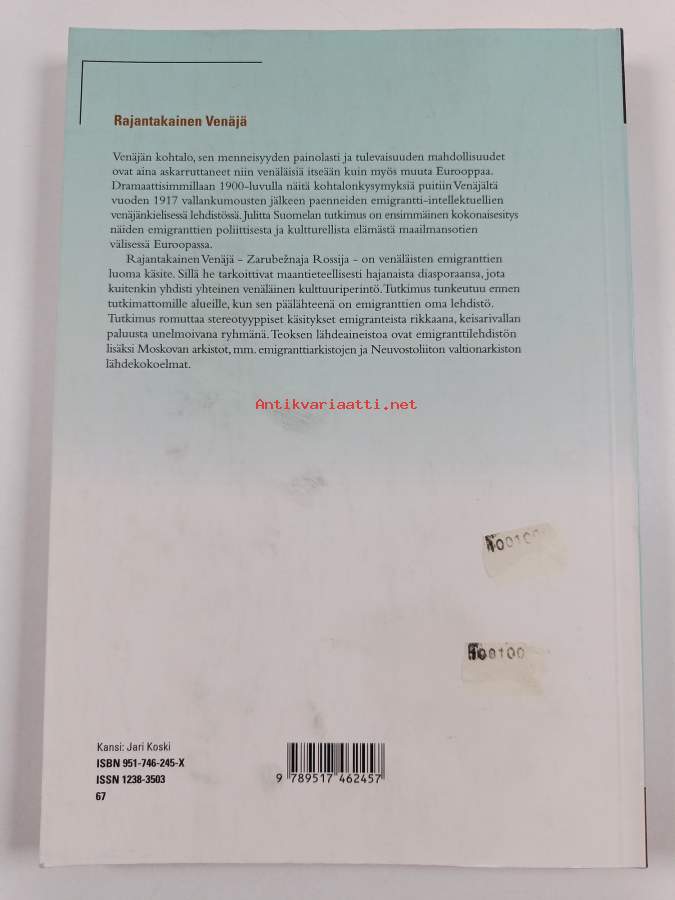 Rajantakainen Venäjä
Venäjän kohtalo, sen menneisyyden painolasti ja tulevaisuuden mahdollisuudet
ovat aina askarruttaneet niin venäläisiä itseään kuin myös muuta Eurooppaa.
Dramaattisimmillaan 1900-luvulla näitä kohtalonkysymyksiä puitiin Venäjältä
vuoden 1917 vallankumousten jälkeen paenneiden emigrantti-intellektuellien
venäjänkielisessä lehdistössä. Julitta Suomelan tutkimus on ensimmäinen kokonaisesitys
näiden emigranttien poliittisesta ja kulttuurellista elämästä maailmansotien
välisessä Euroopassa.
Rajantakainen Venäjä – Zarubežnaja Rossija – on venäläisten emigranttien
luoma käsite. Sillä he tarkoittivat maantieteellisesti hajanaista diasporaansa, jota
kuitenkin yhdisti yhteinen venäläinen kulttuuriperintö. Tutkimus tunkeutuu ennen
tutkimattomille alueille, kun sen päälähteenä on emigranttien oma lehdistö.
Tutkimus romuttaa stereotyyppiset käsitykset emigranteista rikkaana, keisarivallan
paluusta unelmoivana ryhmänä. Teoksen lähdeaineistoa ovat emigranttilehdistön
lisäksi Moskovan arkistot, mm. emigranttiarkistojen ja Neuvostoliiton valtionarkiston
lähdekokoelmat.
Antikvariaatti.net
Kansi: Jari Koski
ISBN 951-746-245-X
ISSN 1238-3503
67
9 789517 462457